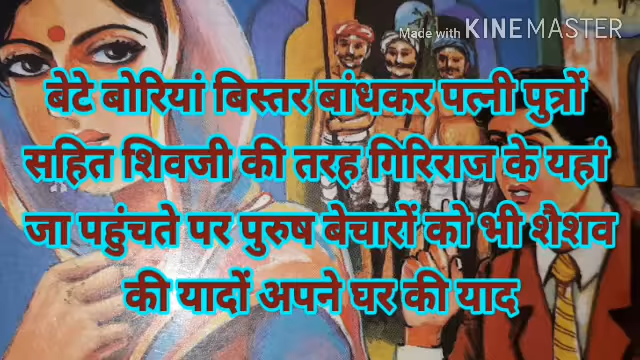 Made with KINEMASTER
बेटे बोरियां बिस्तर बांधकर पत्नी पुत्रों
सहित शिवजी की तरह गिरिराज के यहां
जा पहुंचते पर पुरुष बेचारों को भी शैशव
की यादों अपने घर की याद